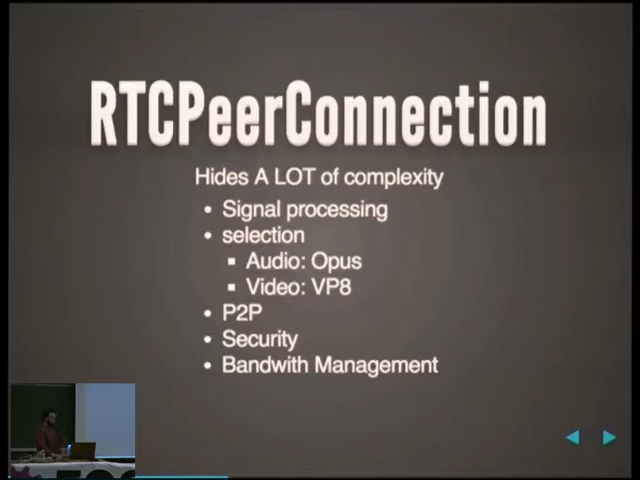 RTCPeerConnection
Hides A LOT of complexity
• Signal processing
• selection
▪ Audio: Opus
▪ Video: VP8
• P2P
• Security
• Bandwith Management